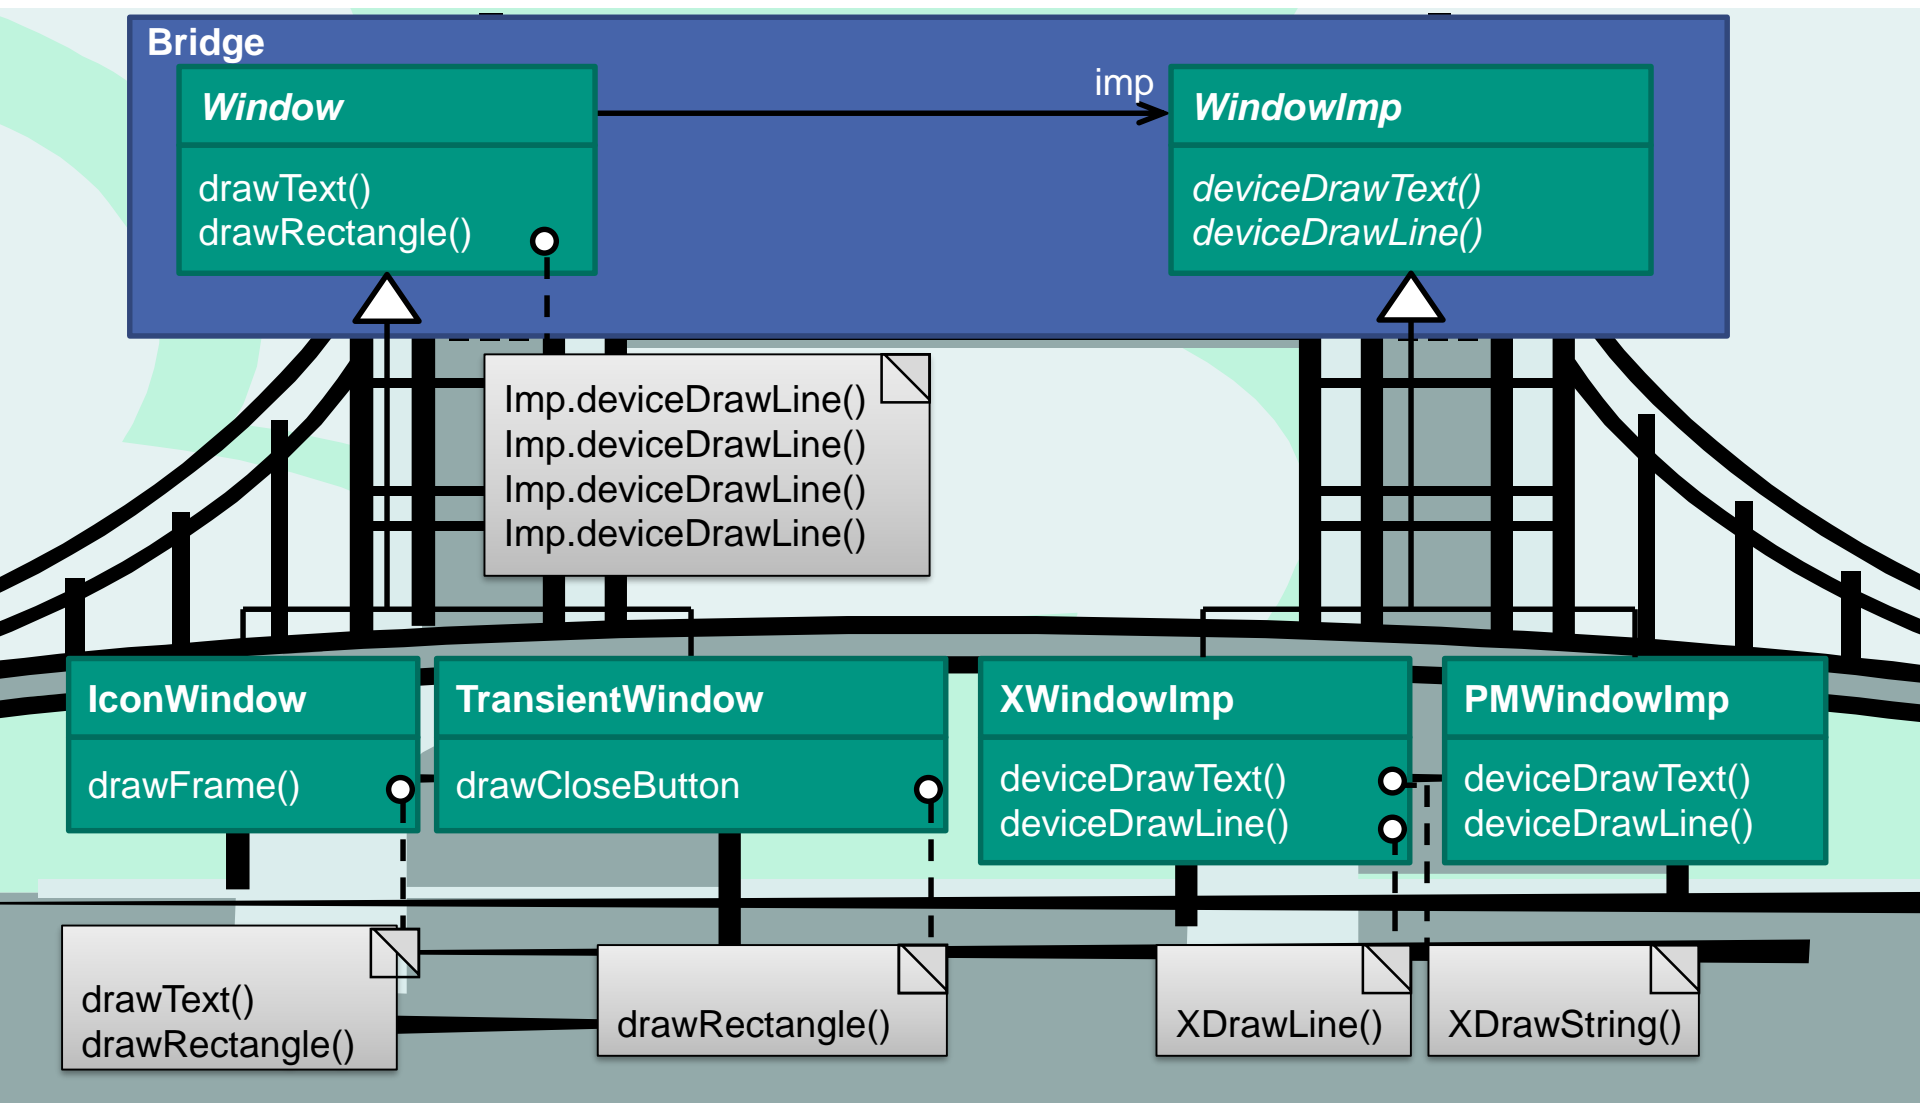 Bridge
Window
drawText()
drawRectangle()
imp
WindowImp
deviceDrawText()
deviceDrawLine()
Imp.deviceDrawLine()
Imp.deviceDrawLine()
Imp.deviceDrawLine()
Imp.deviceDrawLine()
IconWindow
drawFrame()
TransientWindow
drawCloseButton
XWindowImp
deviceDrawText()
deviceDrawLine()
PMWindowImp
deviceDrawText()
deviceDrawLine()
drawText()
drawRectangle()
drawRectangle()
XDrawLine()
XDrawString()